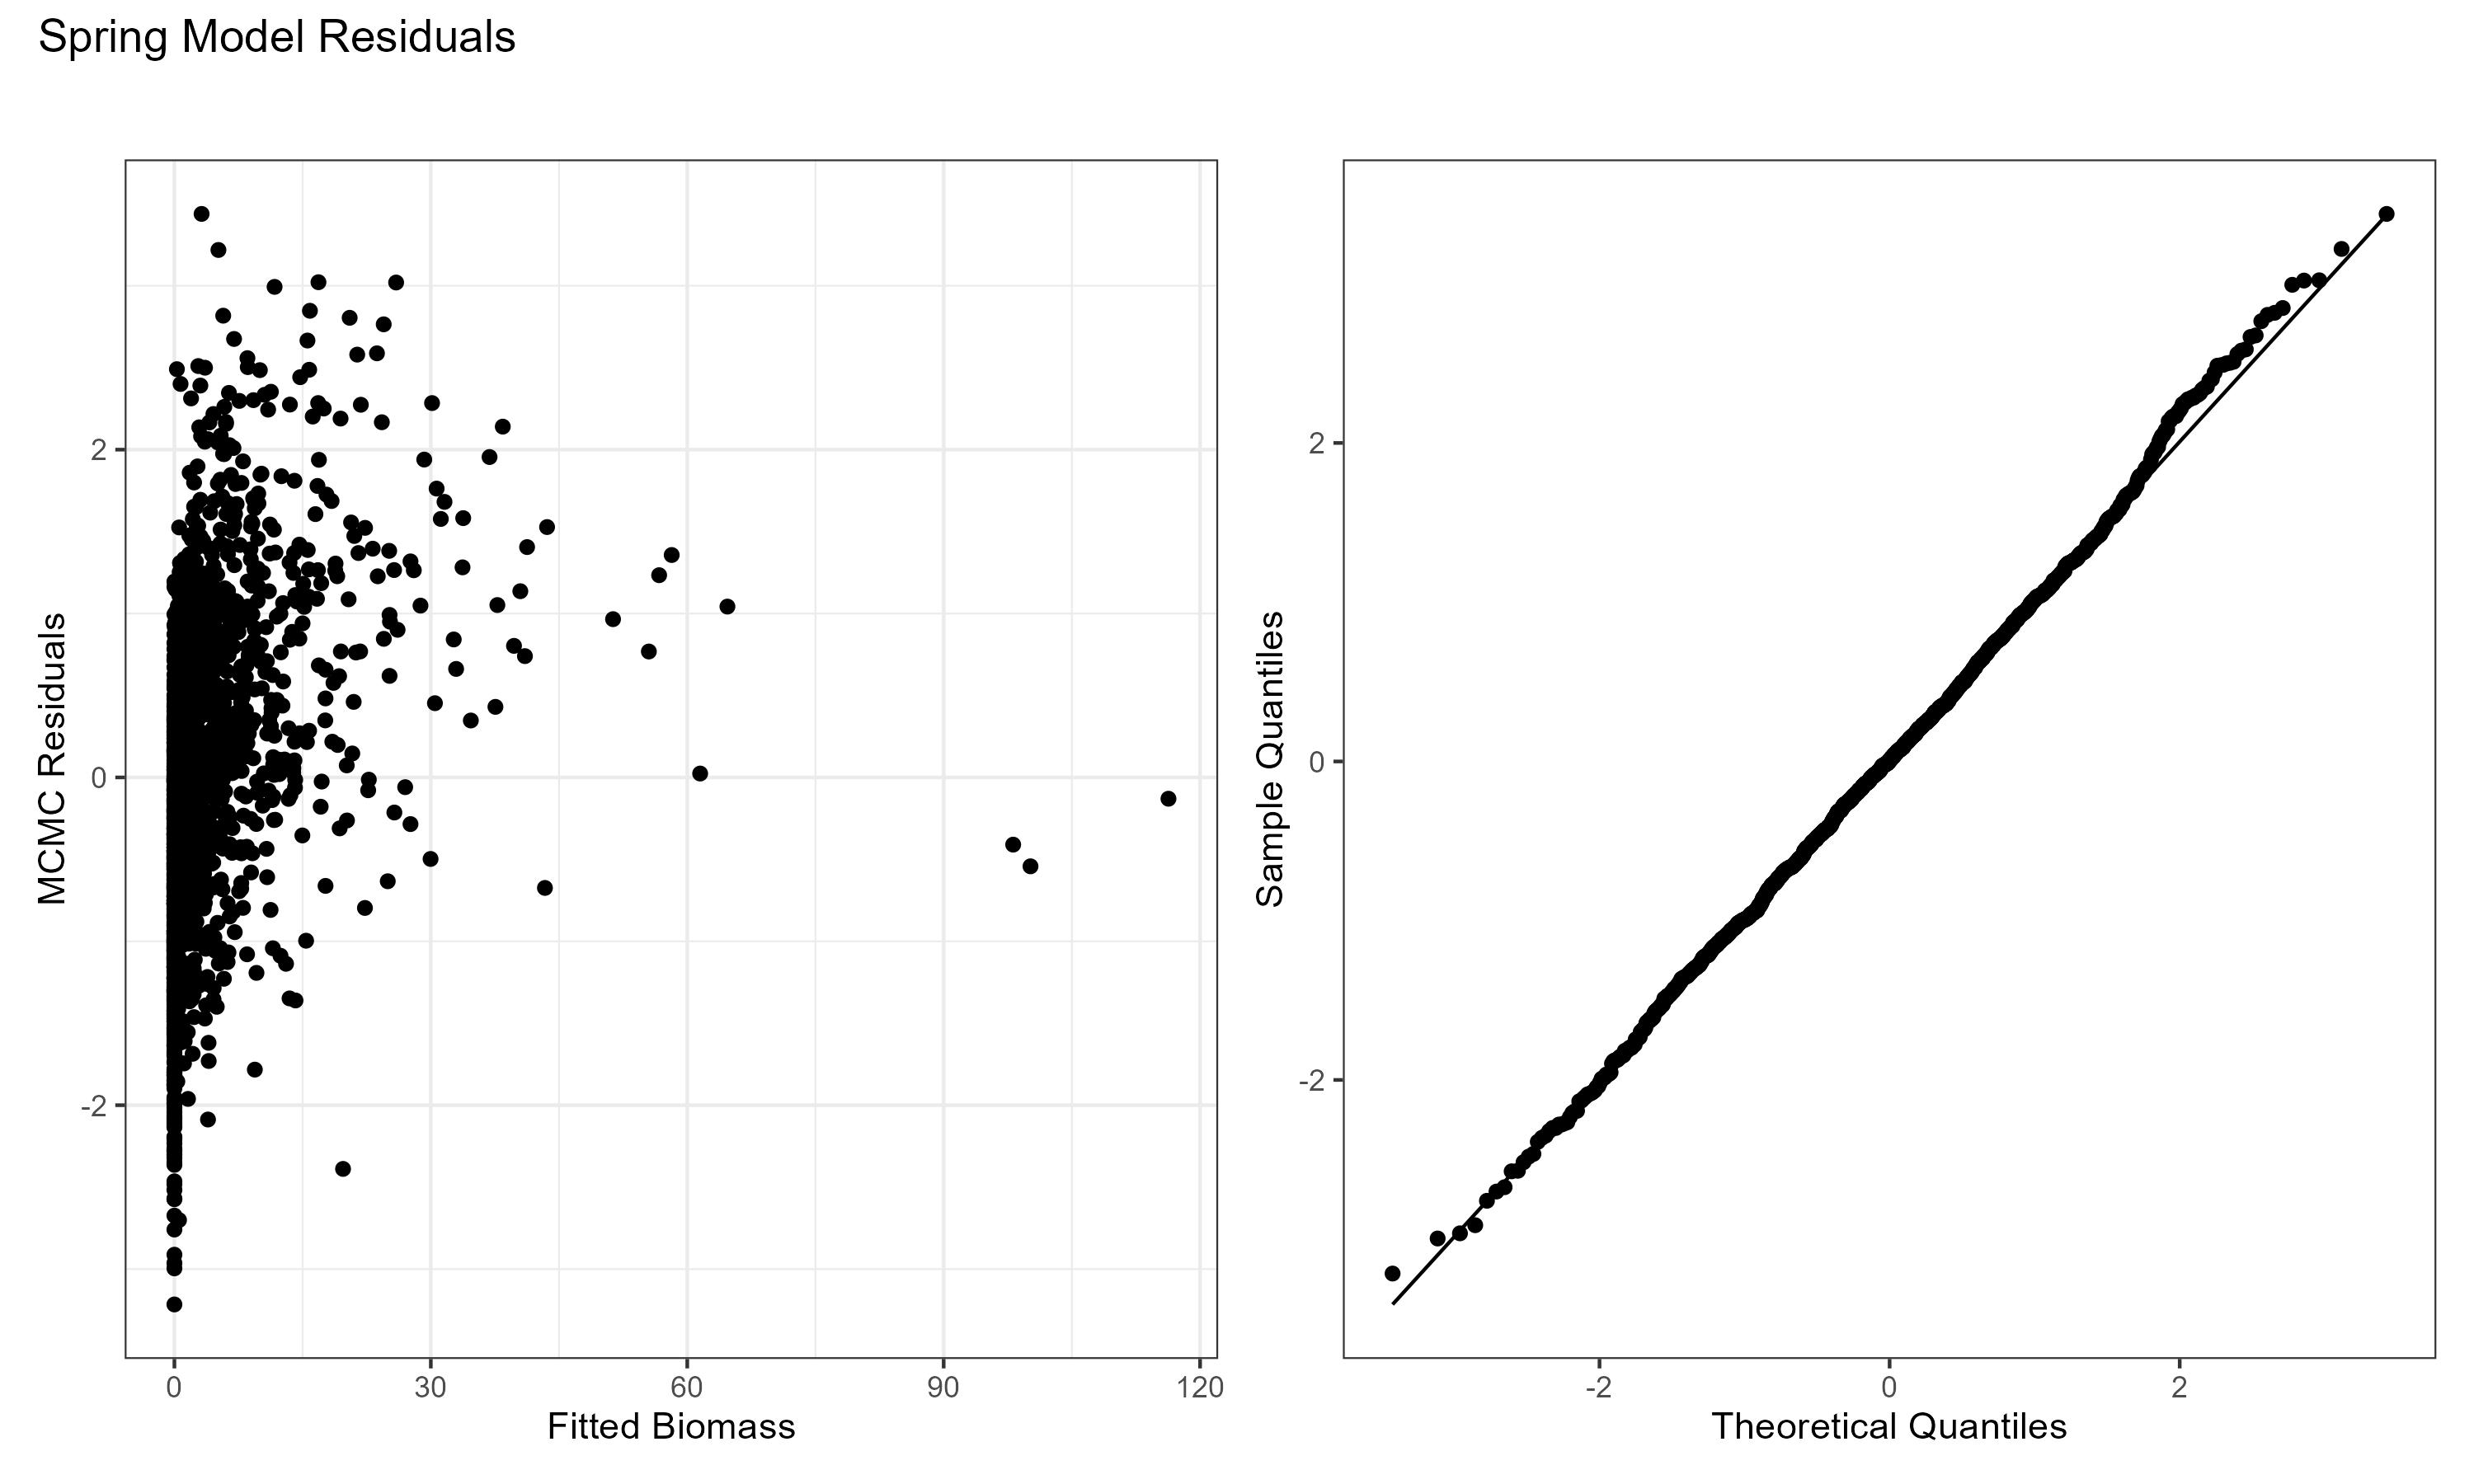 Spring Model Residuals
MCMC Residuals
2
0
-2
0 30 60 90 120
Fitted Biomass
Sample Quantiles
2
0
-2
-2 0 2
Theoretical Quantiles